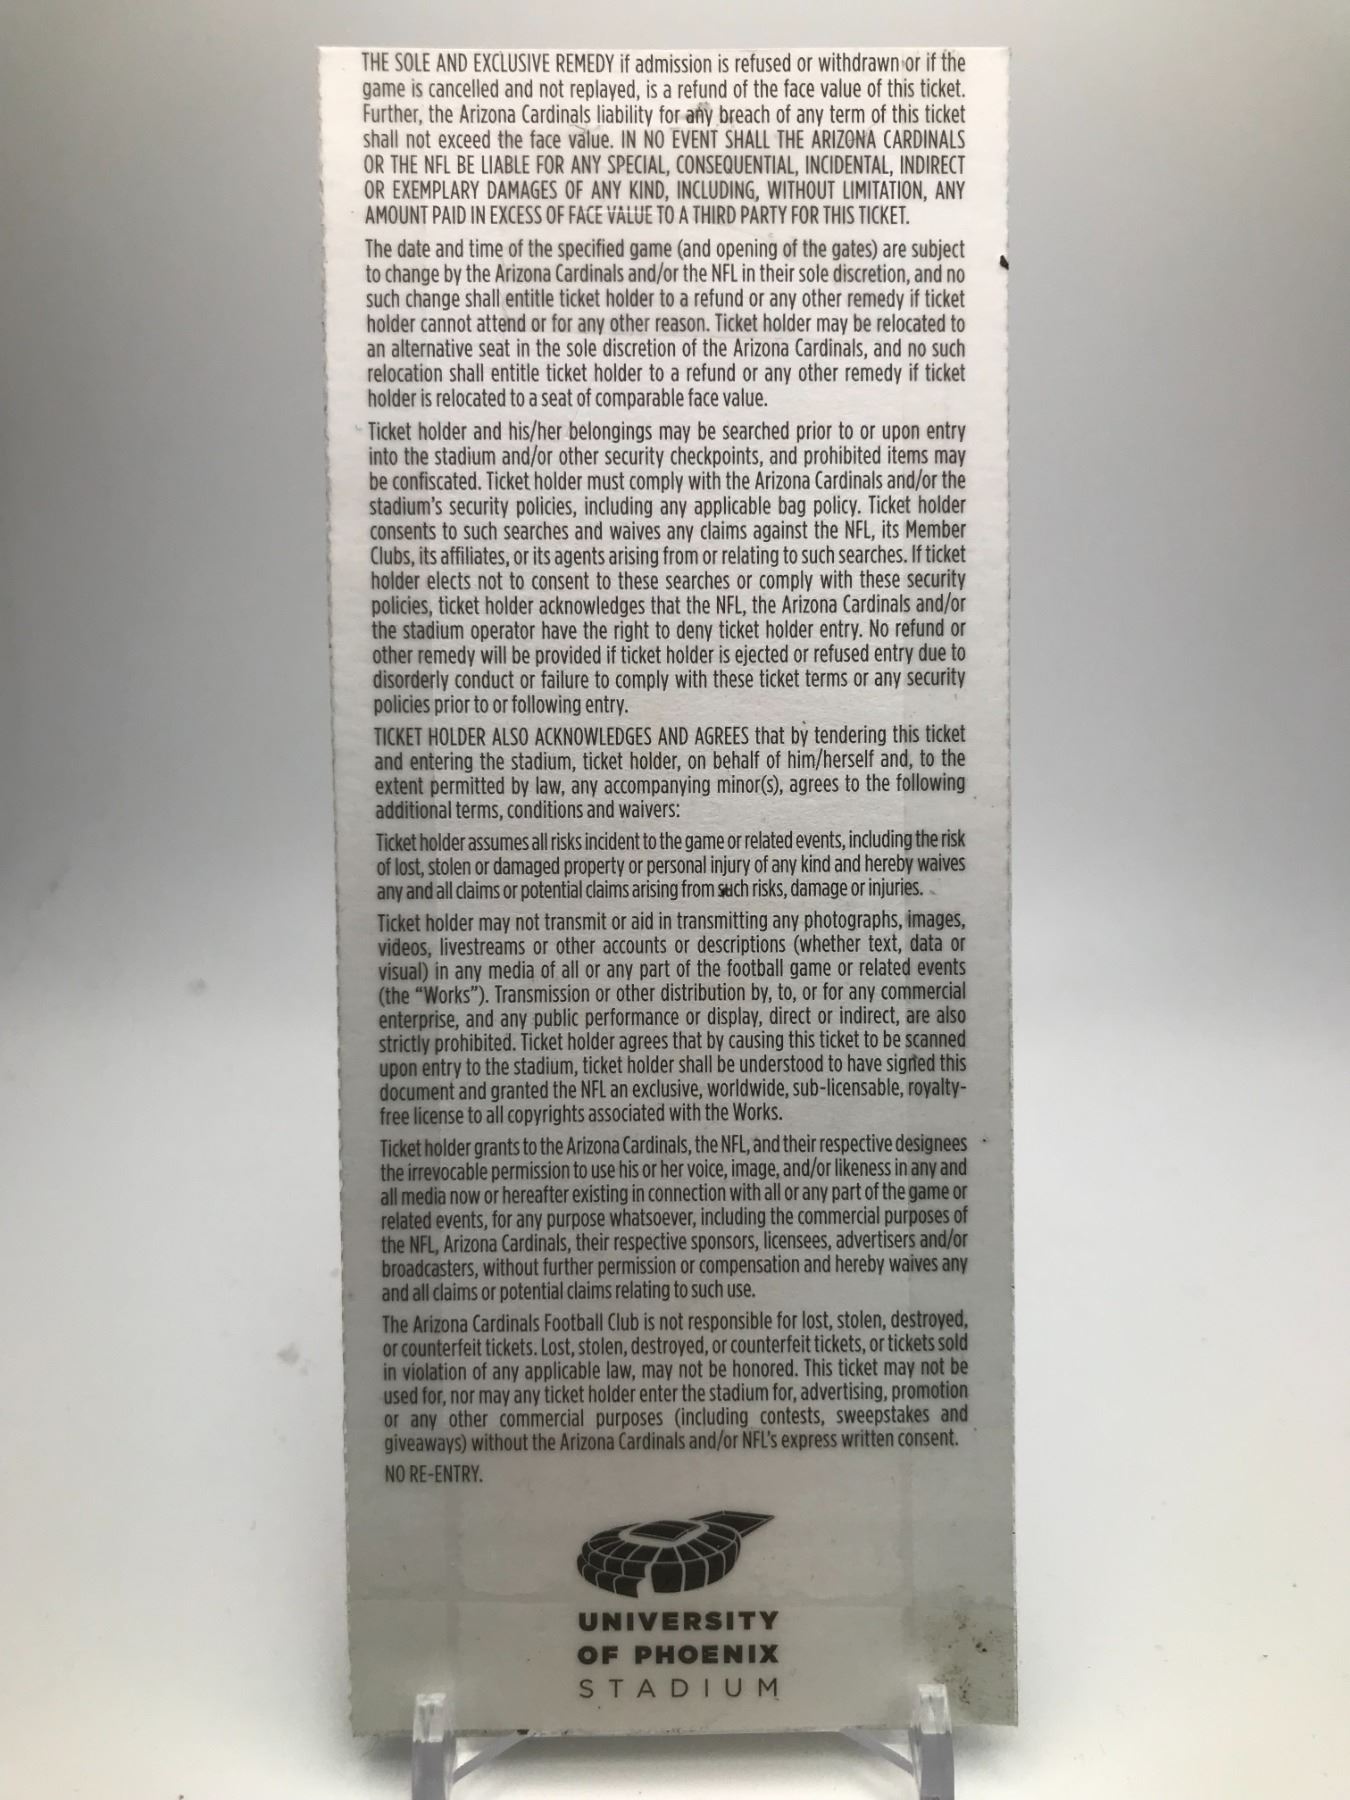 THE SOLE AND EXCLUSIVE REMEDY if admission is refused or withdrawn or if the
game is cancelled and not replayed, is a refund of the face value of this ticket.
Further, the Arizona Cardinals liability for any breach of any term of this ticket
shall not exceed the face value. IN NO EVENT SHALL THE ARIZONA CARDINALS
OR THE NFL BE LIABLE FOR ANY SPECIAL, CONSEQUENTIAL, INCIDENTAL, INDIRECT
OR EXEMPLARY DAMAGES OF ANY KIND, INCLUDING, WITHOUT LIMITATION, ANY
AMOUNT PAID IN EXCESS OF FACE VALUE TO A THIRD PARTY FOR THIS TICKET.
The date and time of the specified game (and opening of the gates) are subject
to change by the Arizona Cardinals and/or the NFL in their sole discretion, and no
such change shall entitle ticket holder to a refund or any other remedy if ticket
holder cannot attend or for any other reason. Ticket holder may be relocated to
an alternative seat in the sole discretion of the Arizona Cardinals, and no such
relocation shall entitle ticket holder to a refund or any other remedy if ticket
holder is relocated to a seat of comparable face value.
Ticket holder and his/her belongings may be searched prior to or upon entry
into the stadium and/or other security checkpoints, and prohibited items may
be confiscated. Ticket holder must comply with the Arizona Cardinals and/or the
stadium's security policies, including any applicable bag policy. Ticket holder
consents to such searches and waives any claims against the NFL, its Member
Clubs, its affiliates, or its agents arising from or relating to such searches. If ticket
holder elects not to consent to these searches or comply with these security
policies, ticket holder acknowledges that the NFL, the Arizona Cardinals and/or
the stadium operator have the right to deny ticket holder entry. No refund or
other remedy will be provided if ticket holder is ejected or refused entry due to
disorderly conduct or failure to comply with these ticket terms or any security
policies prior to or following entry.
TICKET HOLDER ALSO ACKNOWLEDGES AND AGREES that by tendering this ticket
and entering the stadium, ticket holder, on behalf of him/herself and, to the
extent permitted by law, any accompanying minor(s), agrees to the following
additional terms, conditions and waivers:
Ticket holder assumes all risks incident to the game or related events, including the risk
of lost, stolen or damaged property or personal injury of any kind and hereby waives
any and all claims or potential claims arising from such risks, damage or injuries.
Ticket holder may not transmit or aid in transmitting any photographs, images,
videos, livestreams or other accounts or descriptions (whether text, data or
visual) in any media of all or any part of the football game or related events
(the “Works”). Transmission or other distribution by, to, or for any commercial
enterprise, and any public performance or display, direct or indirect, are also
strictly prohibited. Ticket holder agrees that by causing this ticket to be scanned
upon entry to the stadium, ticket holder shall be understood to have signed this
document and granted the NFL an exclusive, worldwide, sub-licensable, royalty-
free license to all copyrights associated with the Works.
Ticket holder grants to the Arizona Cardinals, the NFL, and their respective designees
the irrevocable permission to use his or her voice, image, and/or likeness in any and
all media now or hereafter existing in connection with all or any part of the game or
related events, for any purpose whatsoever, including the commercial purposes of
the NFL, Arizona Cardinals, their respective sponsors, licensees, advertisers and/or
broadcasters, without further permission or compensation and hereby waives any
and all claims or potential claims relating to such use.
The Arizona Cardinals Football Club is not responsible for lost, stolen, destroyed,
or counterfeit tickets. Lost, stolen, destroyed, or counterfeit tickets, or tickets sold
in violation of any applicable law, may not be honored. This ticket may not be
used for, nor may any ticket holder enter the stadium for, advertising, promotion
or any other commercial purposes (including contests, sweepstakes and
giveaways) without the Arizona Cardinals and/or NFL's express written consent.
NO RE-ENTRY.
UNIVERSITY
OF PHOENIX
STADIUM